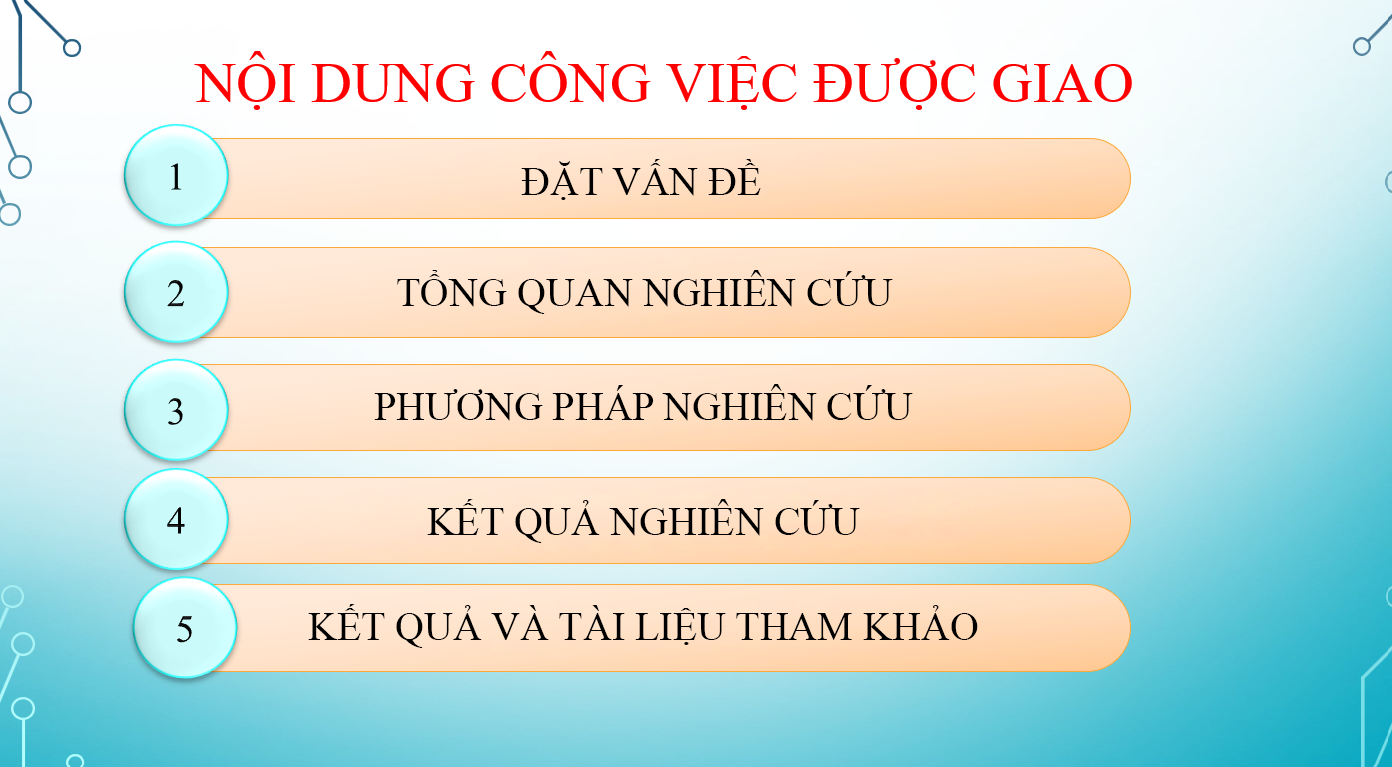 NỘI DUNG CÔNG VIỆC ĐƯỢC GIAO
1 ĐẶT VẤN ĐỀ
2 TỔNG QUAN NGHIÊN CỨU
3 PHƯƠNG PHÁP NGHIÊN CỨU
4 KẾT QUẢ NGHIÊN CỨU
5 KẾT QUẢ VÀ TÀI LIỆU THAM KHẢO